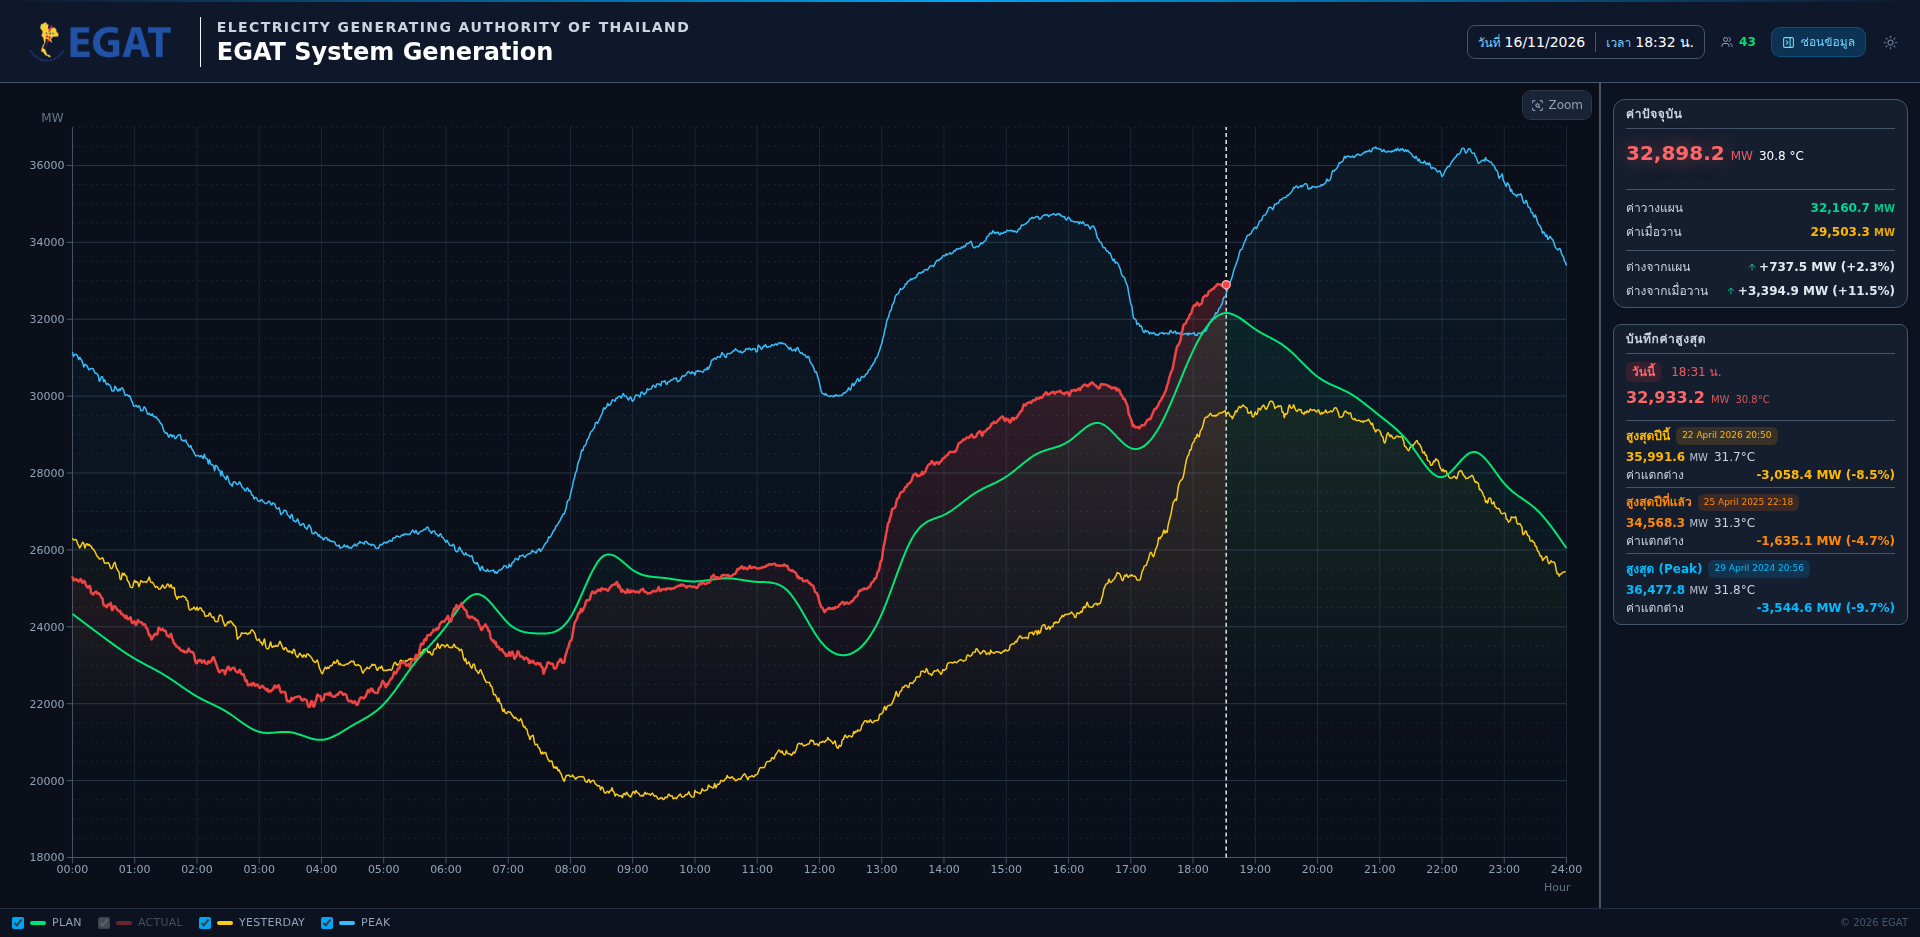 EGAT
ELECTRICITY GENERATING AUTHORITY OF THAILAND
EGAT System Generation
วันที่ 16/11/2026 เวลา 18:32 น.
43
ซ่อนข้อมูล
Zoom
MW
36000
34000
32000
30000
28000
26000
24000
22000
20000
18000
00:00 01:00 02:00 03:00 04:00 05:00 06:00 07:00 08:00 09:00 10:00 11:00 12:00 13:00 14:00 15:00 16:00 17:00 18:00 19:00 20:00 21:00 22:00 23:00 24:00
Hour
ค่าปัจจุบัน
32,898.2 MW 30.8 °C
ค่าวางแผน 32,160.7 MW
ค่าเมื่อวาน 29,503.3 MW
ต่างจากแผน ↑ +737.5 MW (+2.3%)
ต่างจากเมื่อวาน ↑ +3,394.9 MW (+11.5%)
บันทึกค่าสูงสุด
วันนี้ 18:31 น.
32,933.2 MW 30.8°C
สูงสุดปีนี้ 22 April 2026 20:50
35,991.6 MW 31.7°C
ค่าแตกต่าง -3,058.4 MW (-8.5%)
สูงสุดปีที่แล้ว 25 April 2025 22:18
34,568.3 MW 31.3°C
ค่าแตกต่าง -1,635.1 MW (-4.7%)
สูงสุด (Peak) 29 April 2024 20:56
36,477.8 MW 31.8°C
ค่าแตกต่าง -3,544.6 MW (-9.7%)
PLAN ACTUAL YESTERDAY PEAK
© 2026 EGAT